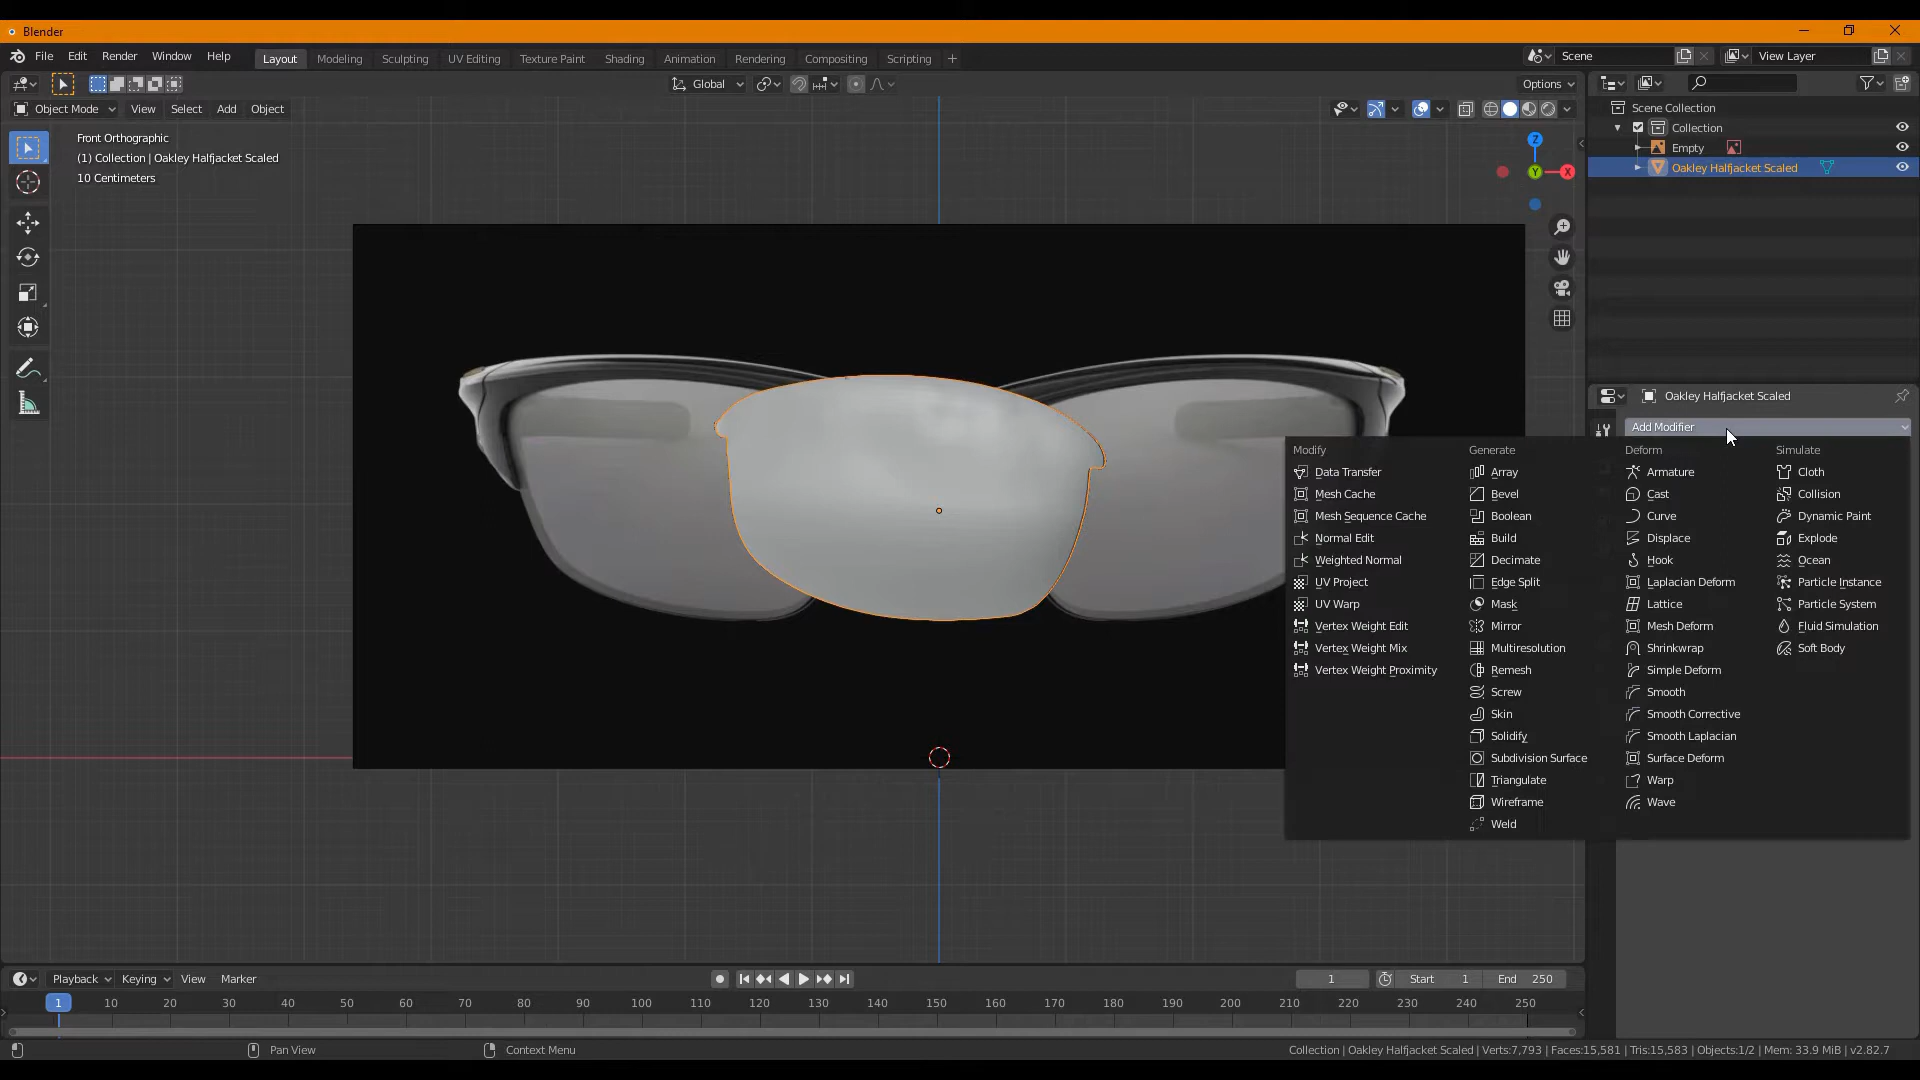 Blender
File Edit Render Window Help
Layout Modeling Sculpting UV Editing Texture Paint Shading Animation Rendering Compositing Scripting +
Scene
View Layer
Global
Options
Object Mode View Select Add Object
Front Orthographic
(1) Collection | Oakley Halfjacket Scaled
10 Centimeters
Z
Y
X
Scene Collection
Collection
Empty
Oakley Halfjacket Scaled
Oakley Halfjacket Scaled
Add Modifier
Modify
Data Transfer
Mesh Cache
Mesh Sequence Cache
Normal Edit
Weighted Normal
UV Project
UV Warp
Vertex Weight Edit
Vertex Weight Mix
Vertex Weight Proximity
Generate
Array
Bevel
Boolean
Build
Decimate
Edge Split
Mask
Mirror
Multiresolution
Remesh
Screw
Skin
Solidify
Subdivision Surface
Triangulate
Wireframe
Weld
Deform
Armature
Cast
Curve
Displace
Hook
Laplacian Deform
Lattice
Mesh Deform
Shrinkwrap
Simple Deform
Smooth
Smooth Corrective
Smooth Laplacian
Surface Deform
Warp
Wave
Simulate
Cloth
Collision
Dynamic Paint
Explode
Ocean
Particle Instance
Particle System
Fluid Simulation
Soft Body
Playback Keying View Marker
1 Start 1 End 250
1 10 20 30 40 50 60 70 80 90 100 110 120 130 140 150 160 170 180 190 200 210 220 230 240 250
Pan View
Context Menu
Collection | Oakley Halfjacket Scaled | Verts:7,793 | Faces:15,581 | Tris:15,583 | Objects:1/2 | Mem: 33.9 MiB | v2.82.7